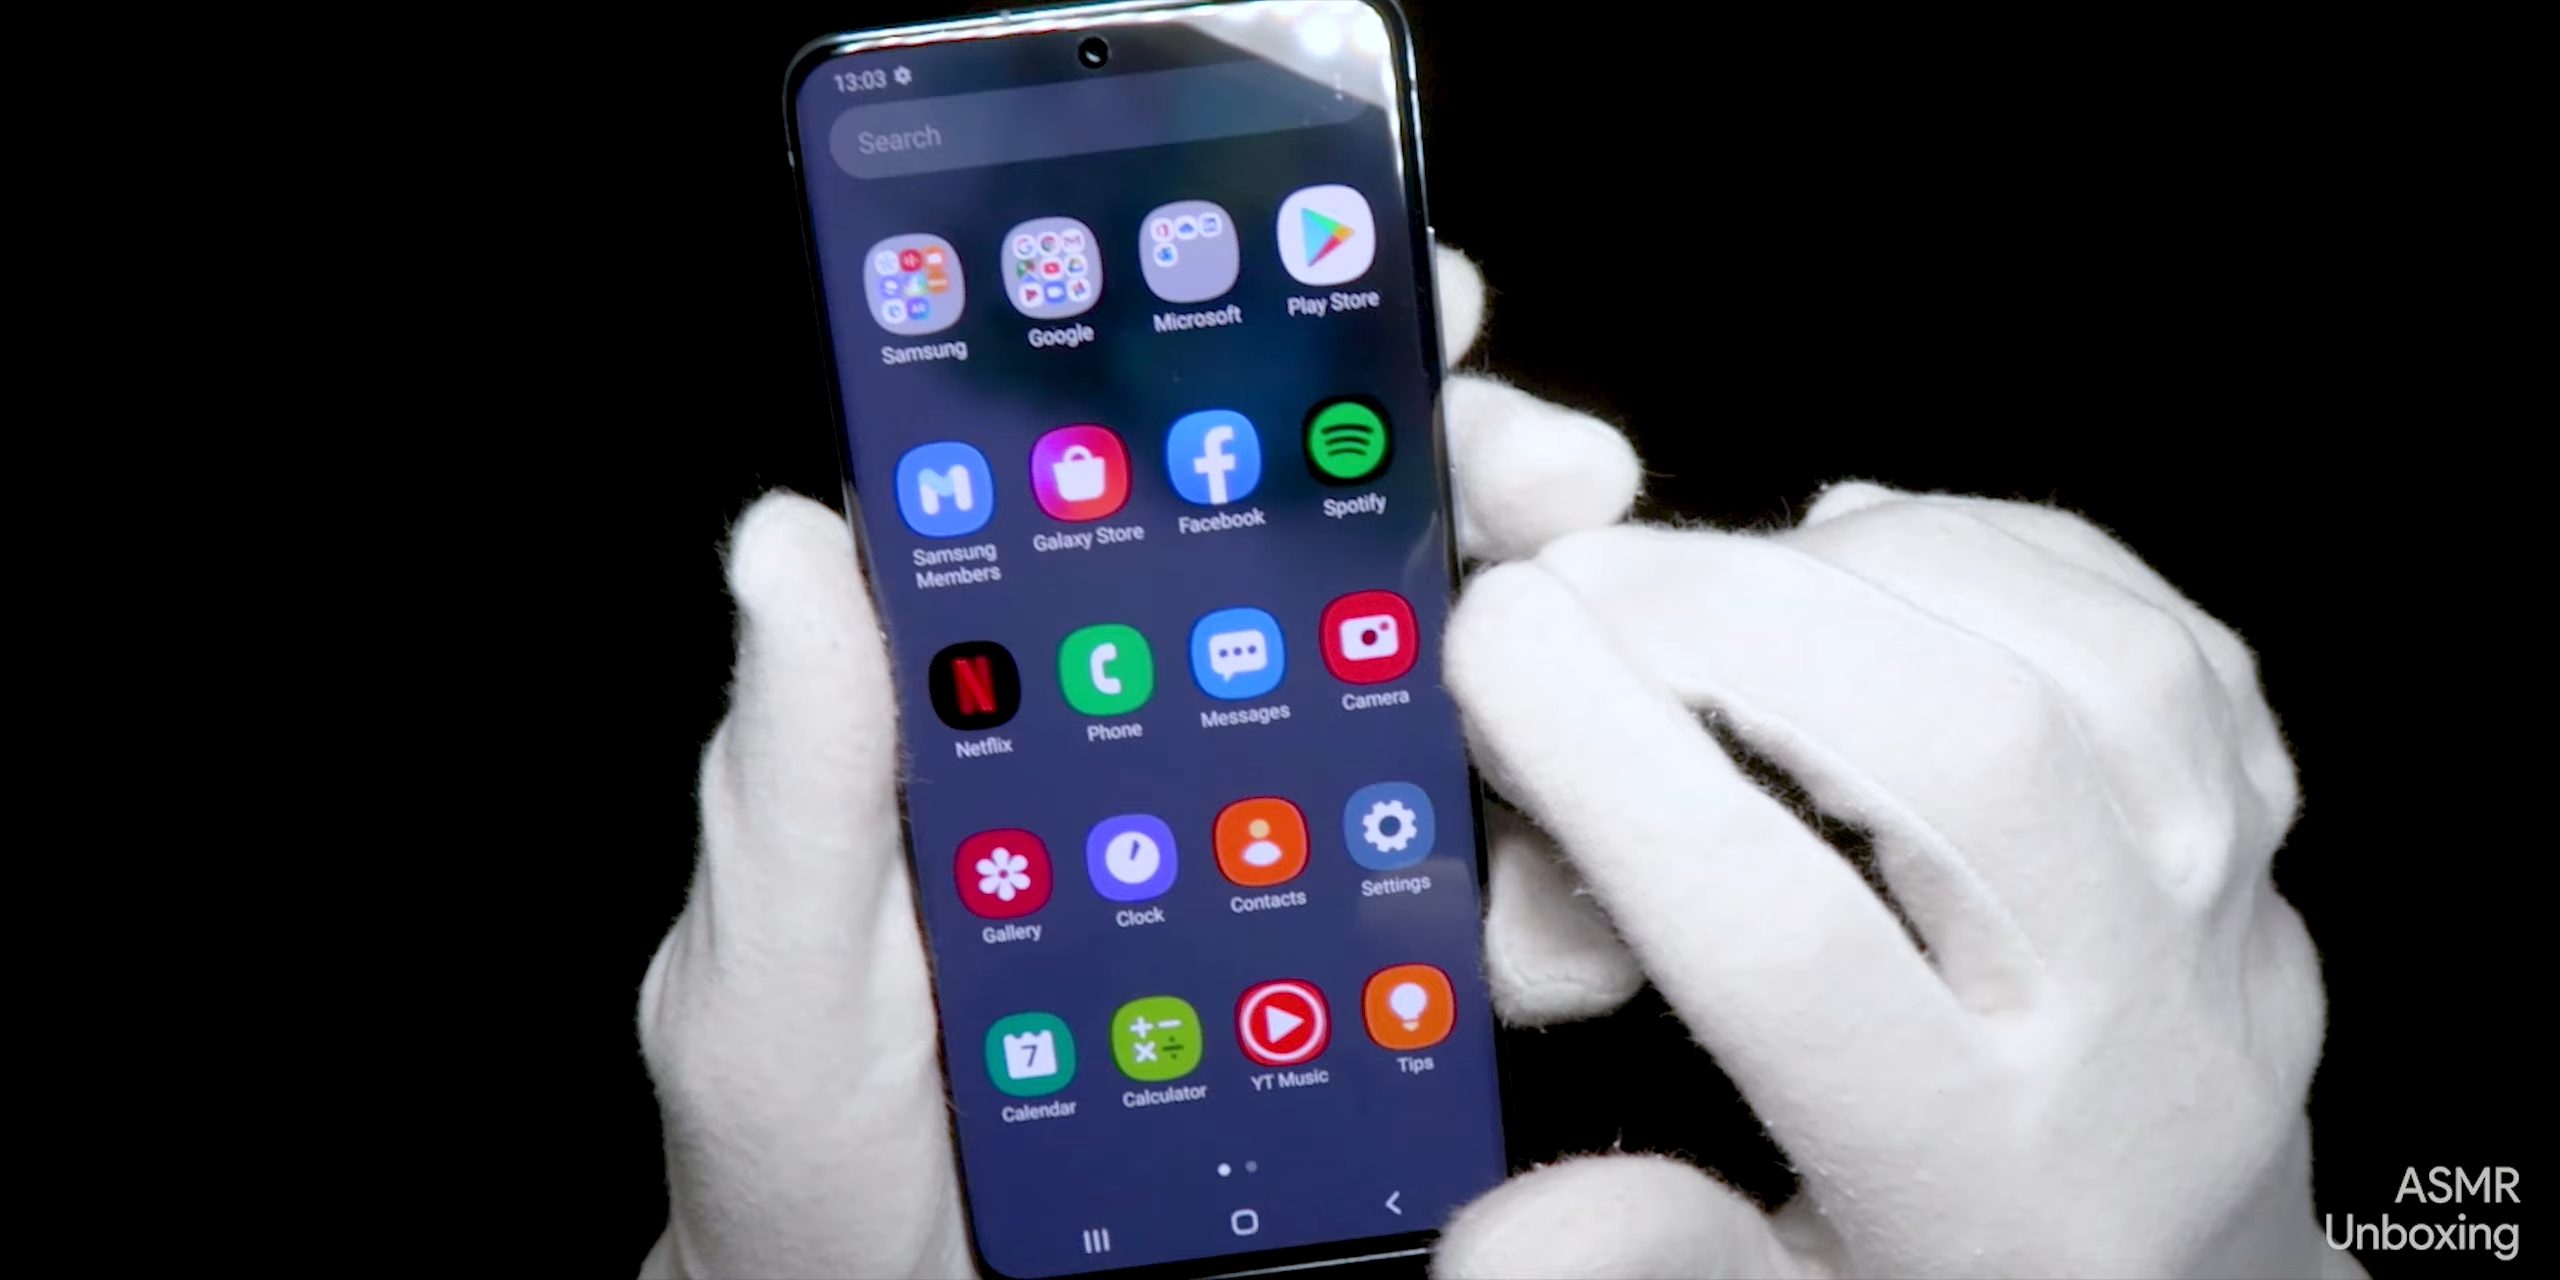 13:03
Search
Samsung
Google
Microsoft
Play Store
Samsung
Members
Galaxy Store
Facebook
Spotify
Netflix
Phone
Messages
Camera
Gallery
Clock
Contacts
Settings
7
Calendar
Calculator
YT Music
Tips
ASMR
Unboxing